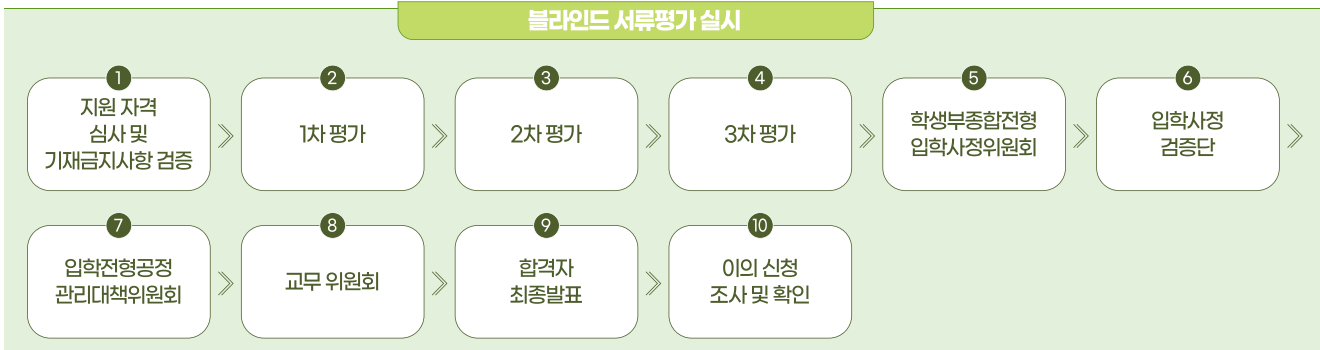 블라인드 서류평가 실시
1
지원 자격
심사 및
기재금지사항 검증
2
1차 평가
3
2차 평가
4
3차 평가
5
학생부종합전형
입학사정위원회
6
입학사정
검증단
7
입학전형공정
관리대책위원회
8
교무 위원회
9
합격자
최종발표
10
이의 신청
조사 및 확인